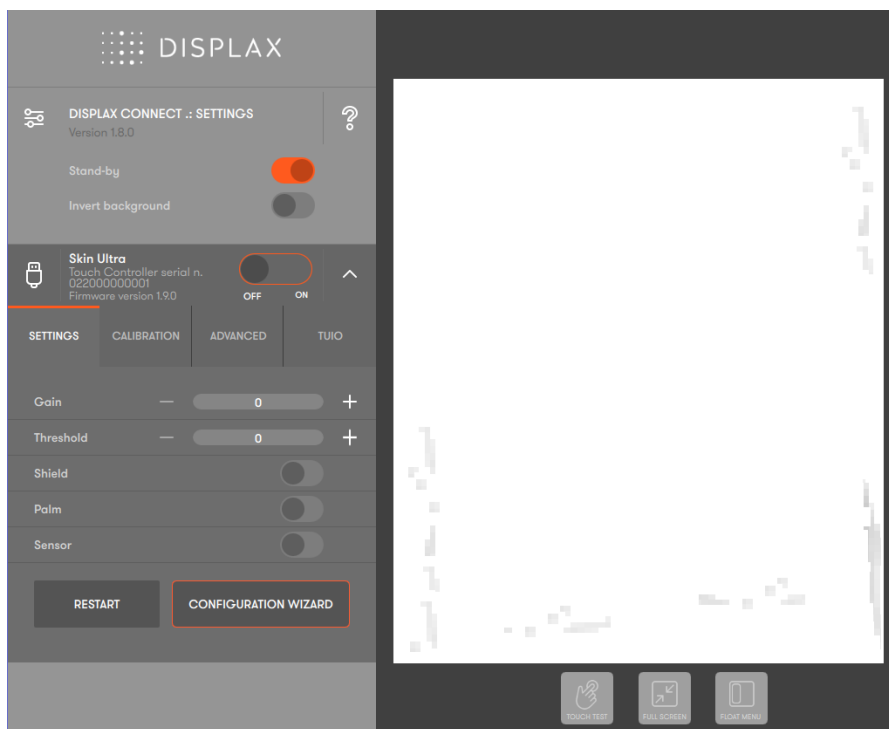 DISPLAX
DISPLAX CONNECT .: SETTINGS
Version 1.8.0
Stand-by
Invert background
Skin Ultra
Touch Controller serial n.
022000000001
Firmware version 1.9.0
OFF ON
SETTINGS CALIBRATION ADVANCED TUIO
Gain 0
Threshold 0
Shield
Palm
Sensor
RESTART CONFIGURATION WIZARD
TOUCH TEST FULL SCREEN FLOAT MENU